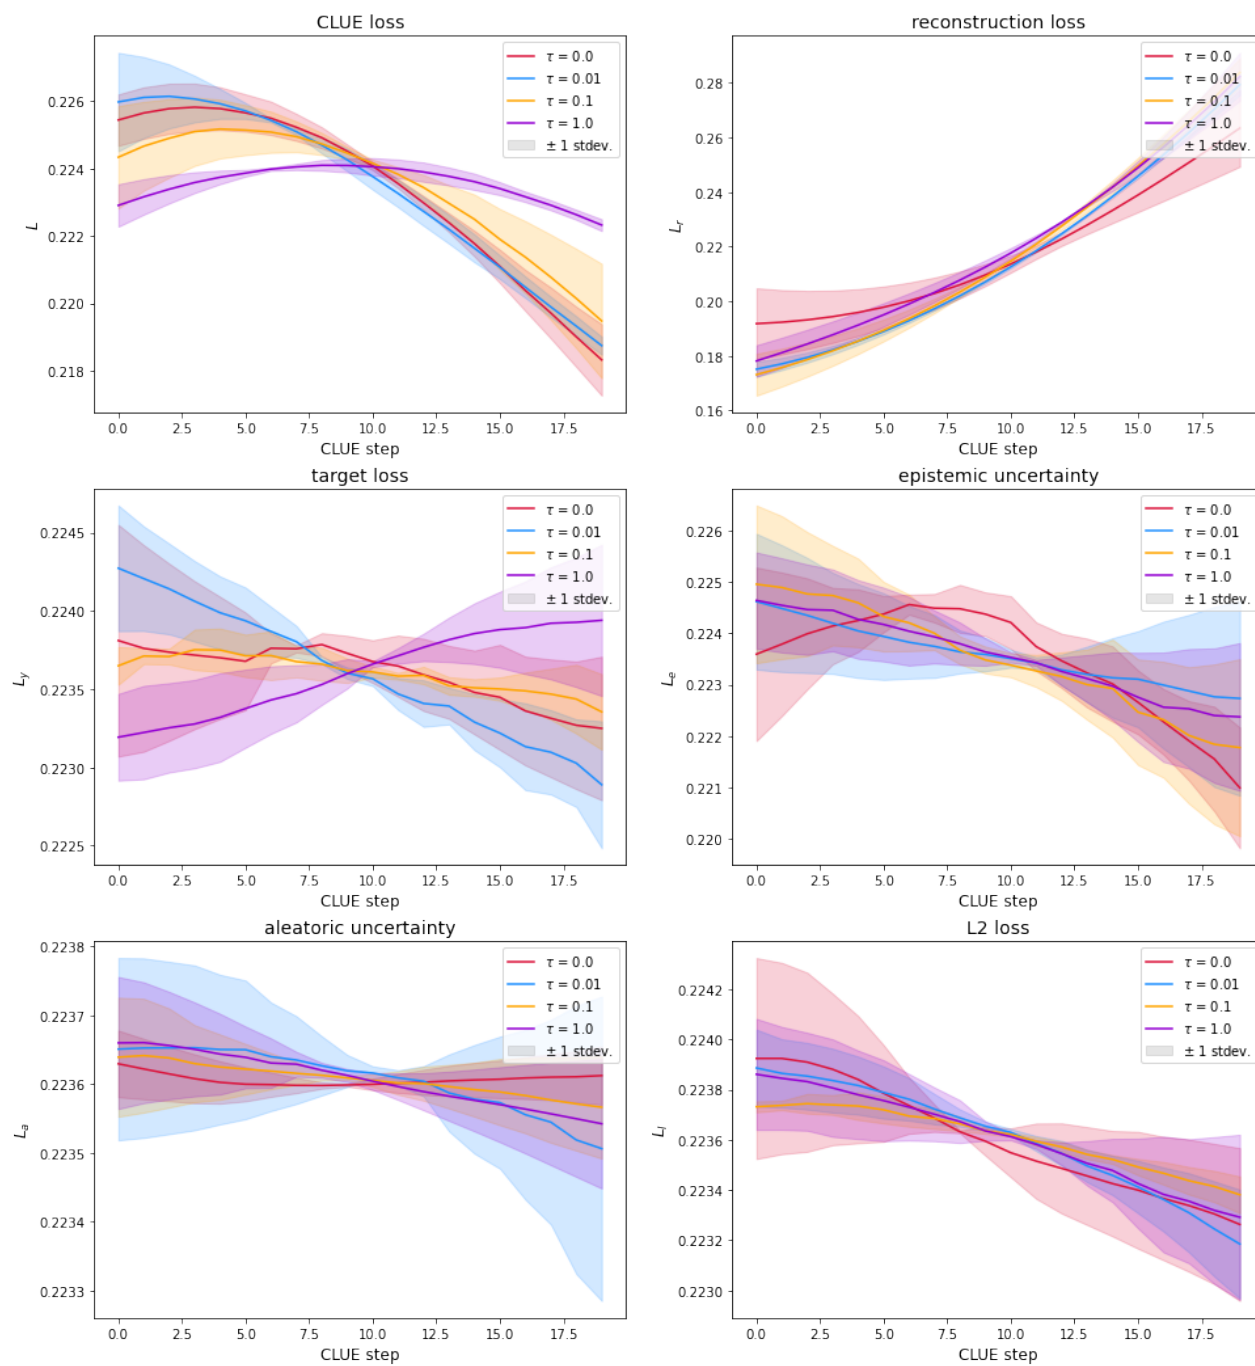 CLUE loss
L
0.226
0.224
0.222
0.220
0.218
τ = 0.0
τ = 0.01
τ = 0.1
τ = 1.0
± 1 stdev.
0.0 2.5 5.0 7.5 10.0 12.5 15.0 17.5
CLUE step
reconstruction loss
L_r
0.28
0.26
0.24
0.22
0.20
0.18
0.16
τ = 0.0
τ = 0.01
τ = 0.1
τ = 1.0
± 1 stdev.
0.0 2.5 5.0 7.5 10.0 12.5 15.0 17.5
CLUE step
target loss
L_y
0.2245
0.2240
0.2235
0.2230
0.2225
τ = 0.0
τ = 0.01
τ = 0.1
τ = 1.0
± 1 stdev.
0.0 2.5 5.0 7.5 10.0 12.5 15.0 17.5
CLUE step
epistemic uncertainty
L_e
0.226
0.225
0.224
0.223
0.222
0.221
0.220
τ = 0.0
τ = 0.01
τ = 0.1
τ = 1.0
± 1 stdev.
0.0 2.5 5.0 7.5 10.0 12.5 15.0 17.5
CLUE step
aleatoric uncertainty
L_a
0.2238
0.2237
0.2236
0.2235
0.22334
0.2233
τ = 0.0
τ = 0.01
τ = 0.1
τ = 1.0
± 1 stdev.
0.0 2.5 5.0 7.5 10.0 12.5 15.0 17.5
CLUE step
L2 loss
L_l
0.2242
0.2240
0.2238
0.2236
0.2234
0.2232
0.2230
τ = 0.0
τ = 0.01
τ = 0.1
τ = 1.0
± 1 stdev.
0.0 2.5 5.0 7.5 10.0 12.5 15.0 17.5
CLUE step